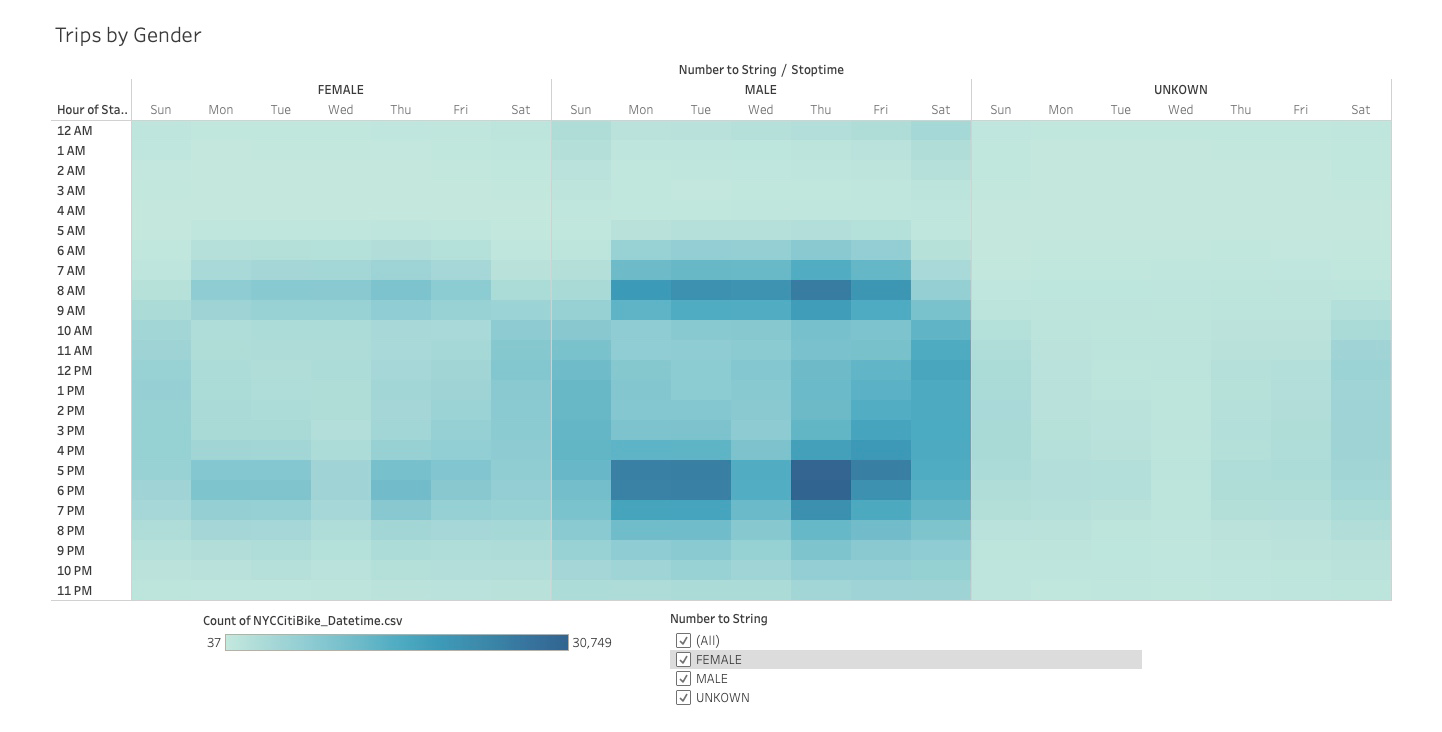 Trips by Gender
Number to String / Stoptime
FEMALE MALE UNKOWN
Hour of Sta.. Sun Mon Tue Wed Thu Fri Sat Sun Mon Tue Wed Thu Fri Sat Sun Mon Tue Wed Thu Fri Sat
12 AM
1 AM
2 AM
3 AM
4 AM
5 AM
6 AM
7 AM
8 AM
9 AM
10 AM
11 AM
12 PM
1 PM
2 PM
3 PM
4 PM
5 PM
6 PM
7 PM
8 PM
9 PM
10 PM
11 PM
Count of NYCCitiBike_Datetime.csv
37 30,749
Number to String
(All)
FEMALE
MALE
UNKOWN